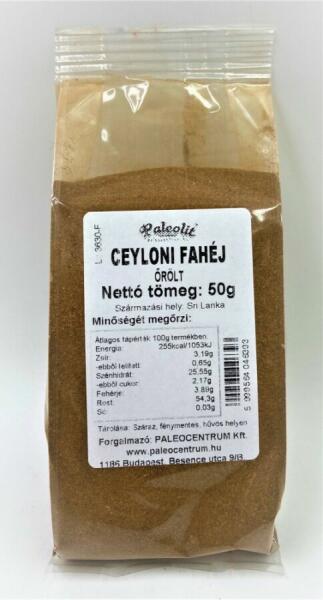 Paleolit
CEYLONI FAHÉJ
ŐRÖLT
Nettó tömeg: 50g
Származási hely: Sri Lanka
Minőségét megőrzi:
Átlagos tápérték 100g termékben:
Energia: 255kcal/1053kJ
Zsír: 3,19g
-ebből telített: 0,65g
Szénhidrát: 25,55g
-ebből cukor: 2,17g
Fehérje: 3,89g
Rost: 54,3g
Só: 0,03g
Tárolása: Száraz, fénymentes, hűvös helyen
Forgalmazó: PALEOCENTRUM Kft.
www.paleocentrum.hu
1186 Budapest, Besence utca 9/B
L 3630-F